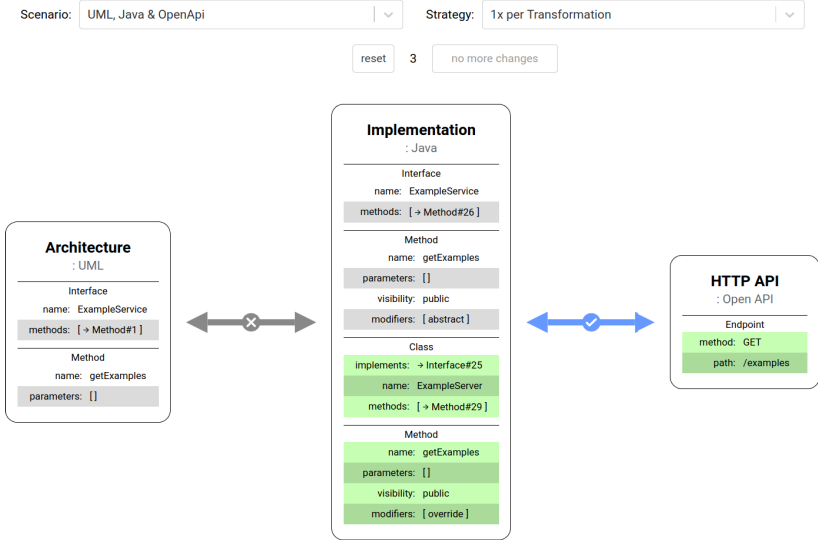 Scenario: UML, Java & OpenApi Strategy: 1x per Transformation
reset 3 no more changes
Architecture
: UML
Interface
name: ExampleService
methods: [ → Method#1 ]
Method
name: getExamples
parameters: [ ]
Implementation
: Java
Interface
name: ExampleService
methods: [ → Method#26 ]
Method
name: getExamples
parameters: [ ]
visibility: public
modifiers: [ abstract ]
Class
implements: → Interface#25
name: ExampleServer
methods: [ → Method#29 ]
Method
name: getExamples
parameters: [ ]
visibility: public
modifiers: [ override ]
HTTP API
: Open API
Endpoint
method: GET
path: /examples